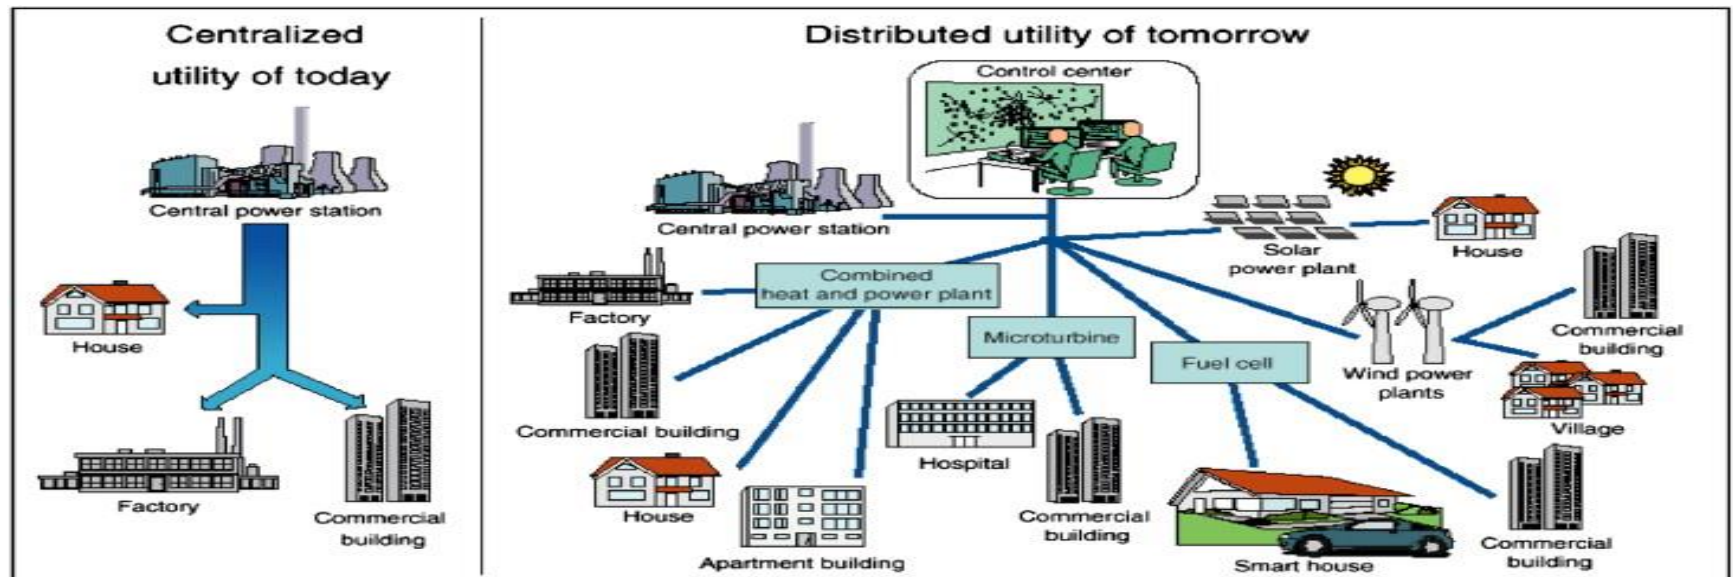 Centralized
utility of today
Central power station
House
Factory
Commercial
building
Distributed utility of tomorrow
Control center
Central power station
Solar
power plant
House
Combined
heat and power plant
Factory
Microturbine
Fuel cell
Wind power
plants
Commercial
building
Village
Commercial building
House
Apartment building
Hospital
Commercial
building
Smart house
Commercial
building